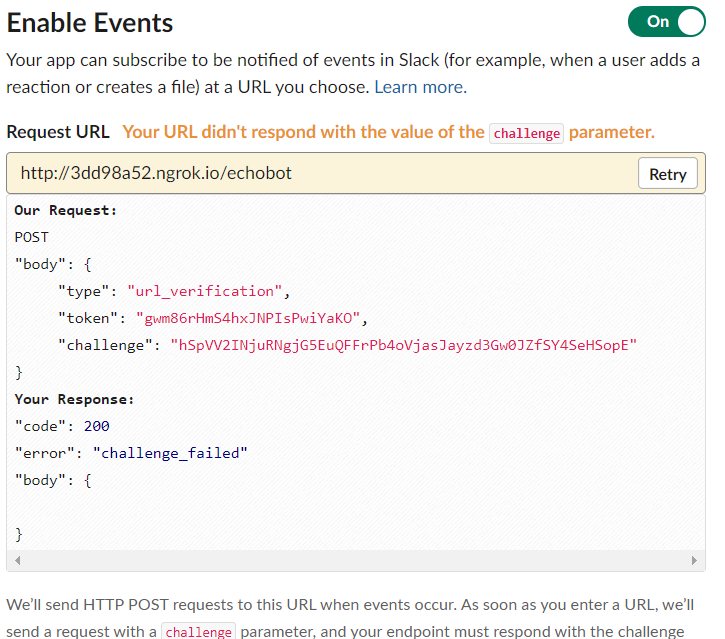 Enable Events
On
Your app can subscribe to be notified of events in Slack (for example, when a user adds a
reaction or creates a file) at a URL you choose. Learn more.
Request URL Your URL didn't respond with the value of the challenge parameter.
http://3dd98a52.ngrok.io/echobot
Retry
Our Request:
POST
"body": {
"type": "url_verification",
"token": "gwm86rHmS4hxJNPIsPwiYaKO",
"challenge": "hSpVV2INjuRNgjG5EuQFFrPb4oVjasJayzd3Gw0JZfSY4SeHSopE"
}
Your Response:
"code": 200
"error": "challenge_failed"
"body": {
}
We'll send HTTP POST requests to this URL when events occur. As soon as you enter a URL, we'll
send a request with a challenge parameter, and your endpoint must respond with the challenge